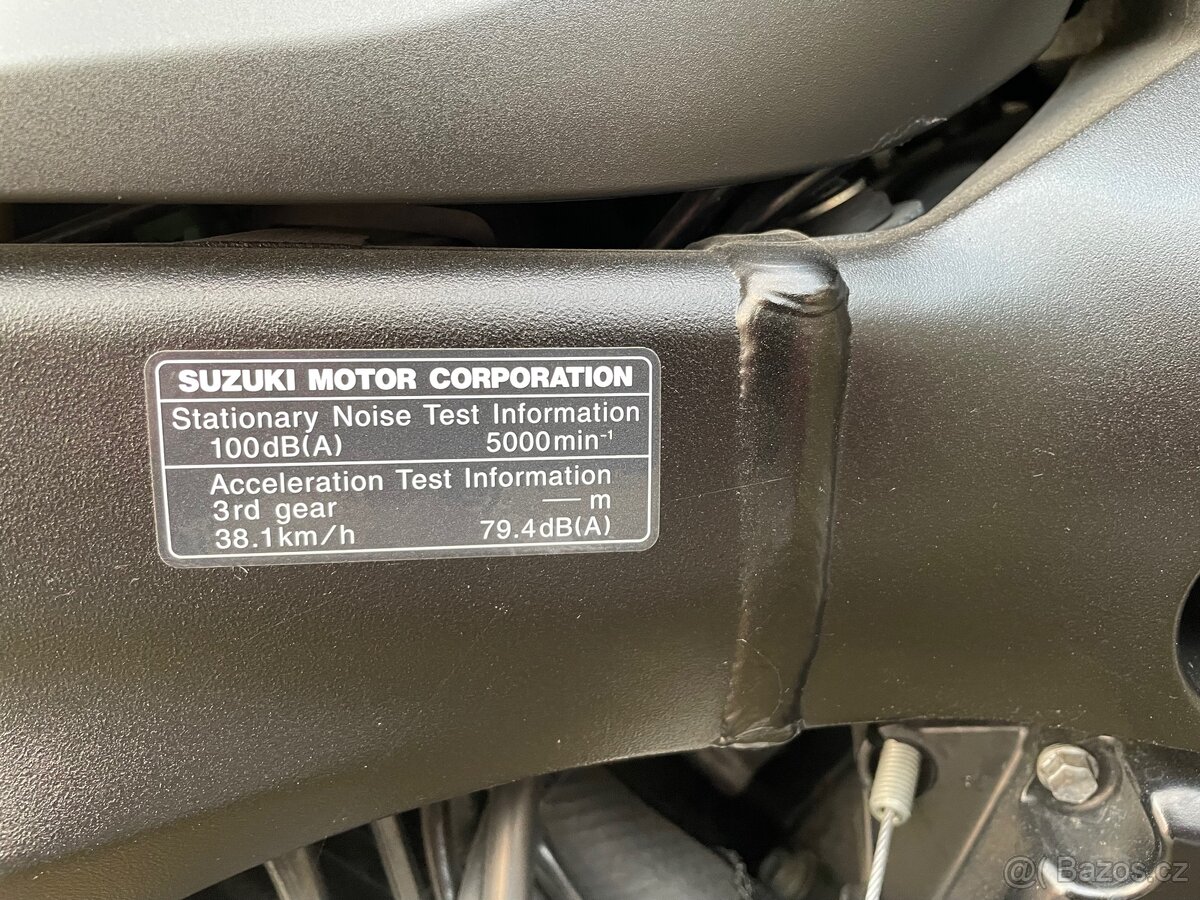 SUZUKI MOTOR CORPORATION
Stationary Noise Test Information
100dB(A) 5000min⁻¹
Acceleration Test Information
3rd gear — m
38.1km/h 79.4dB(A)
@( Bazos.cz